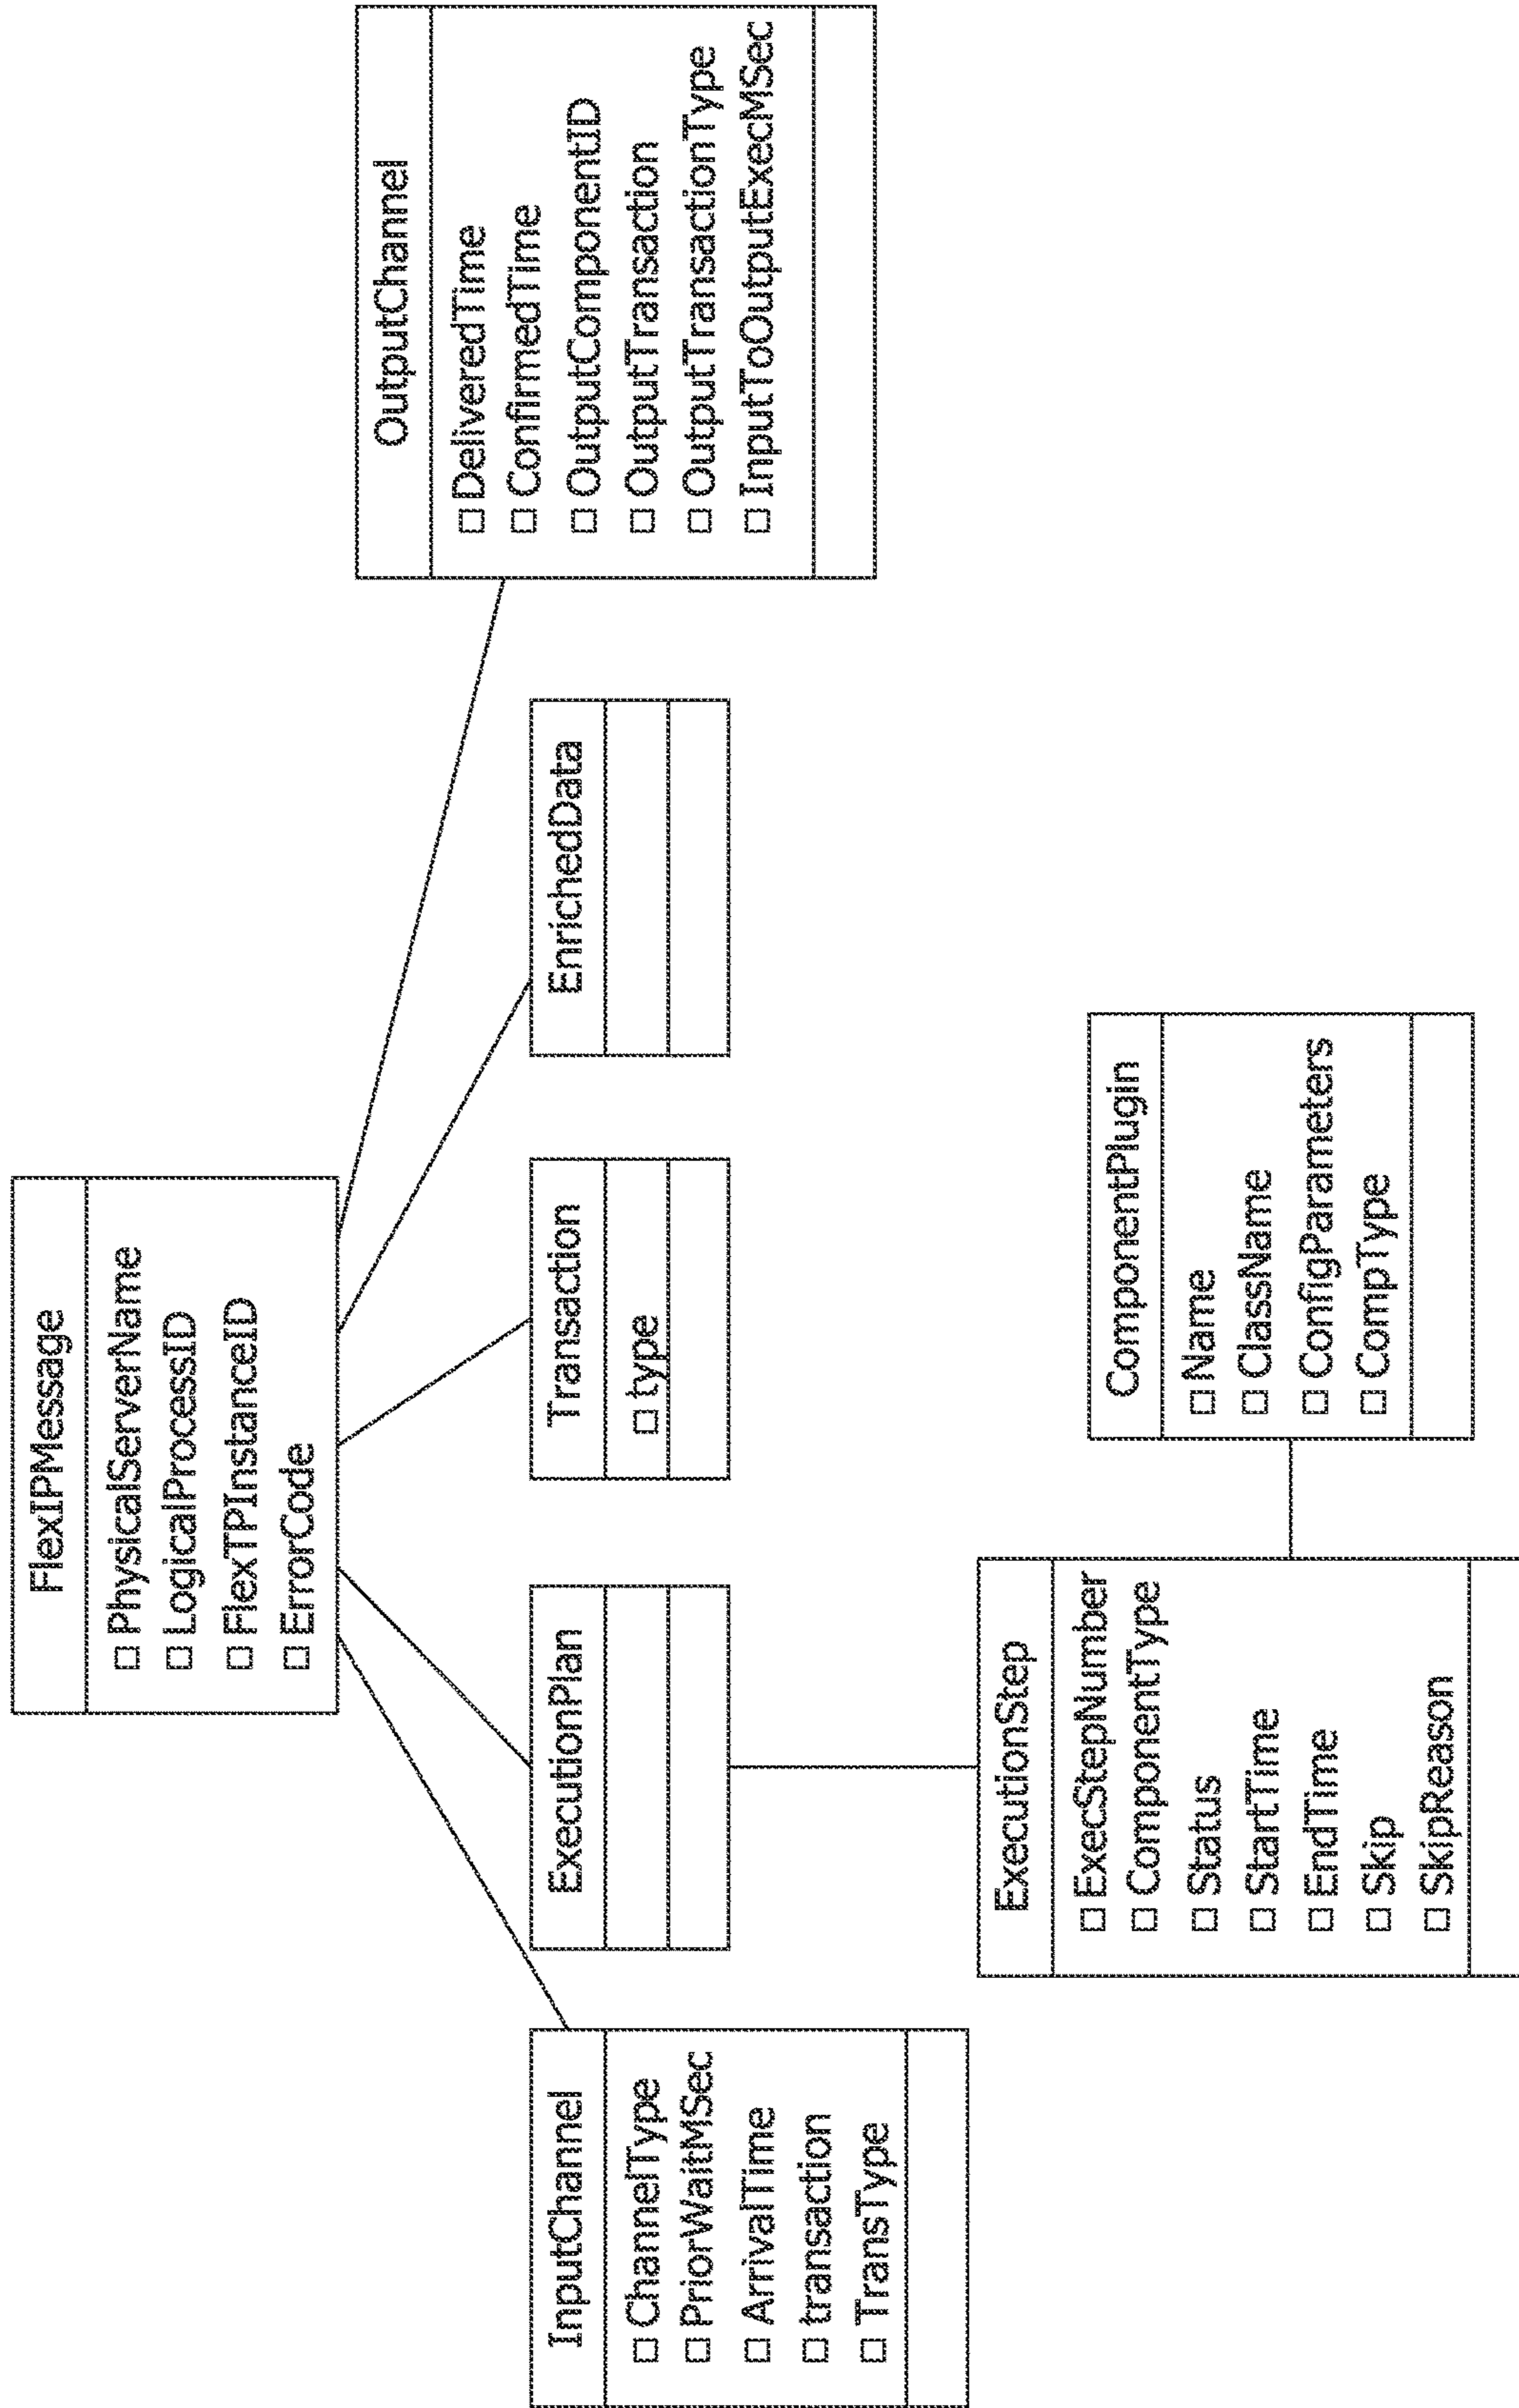 FlexIPMessage
PhysicalServerName
LogicalProcessID
FlexTPInstanceID
ErrorCode
InputChannel
ChannelType
PriorWaitMSec
ArrivalTime
transaction
TransType
ExecutionPlan
Transaction
type
EnrichedData
OutputChannel
DeliveredTime
ConfirmedTime
OutputComponentID
OutputTransaction
OutputTransactionType
InputToOutputExecMSec
ExecutionStep
ExecStepNumber
ComponentType
Status
StartTime
EndTime
Skip
SkipReason
ComponentPlugin
Name
ClassName
ConfigParameters
CompType